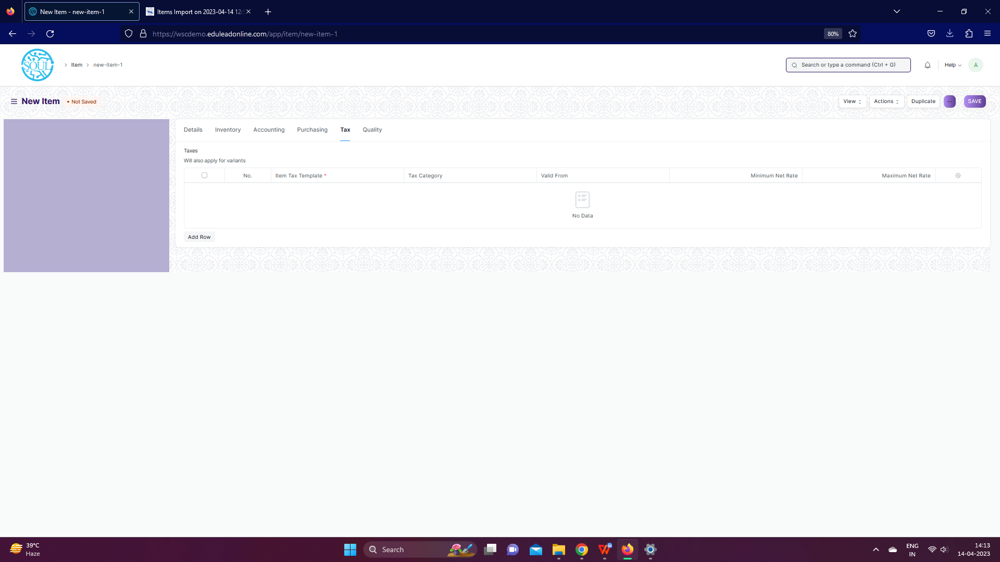 New Item - new-item-1
Items Import on 2023-04-14 12:
https://wscdemo.eduleadonline.com/app/item/new-item-1
80%
SOUL
Item
new-item-1
Search or type a command (Ctrl + G)
Help
A
New Item
• Not Saved
View
Actions
Duplicate
...
SAVE
Details
Inventory
Accounting
Purchasing
Tax
Quality
Taxes
Will also apply for variants
No.
Item Tax Template *
Tax Category
Valid From
Minimum Net Rate
Maximum Net Rate
No Data
Add Row
39°C
Haze
Search
ENG
IN
14:13
14-04-2023